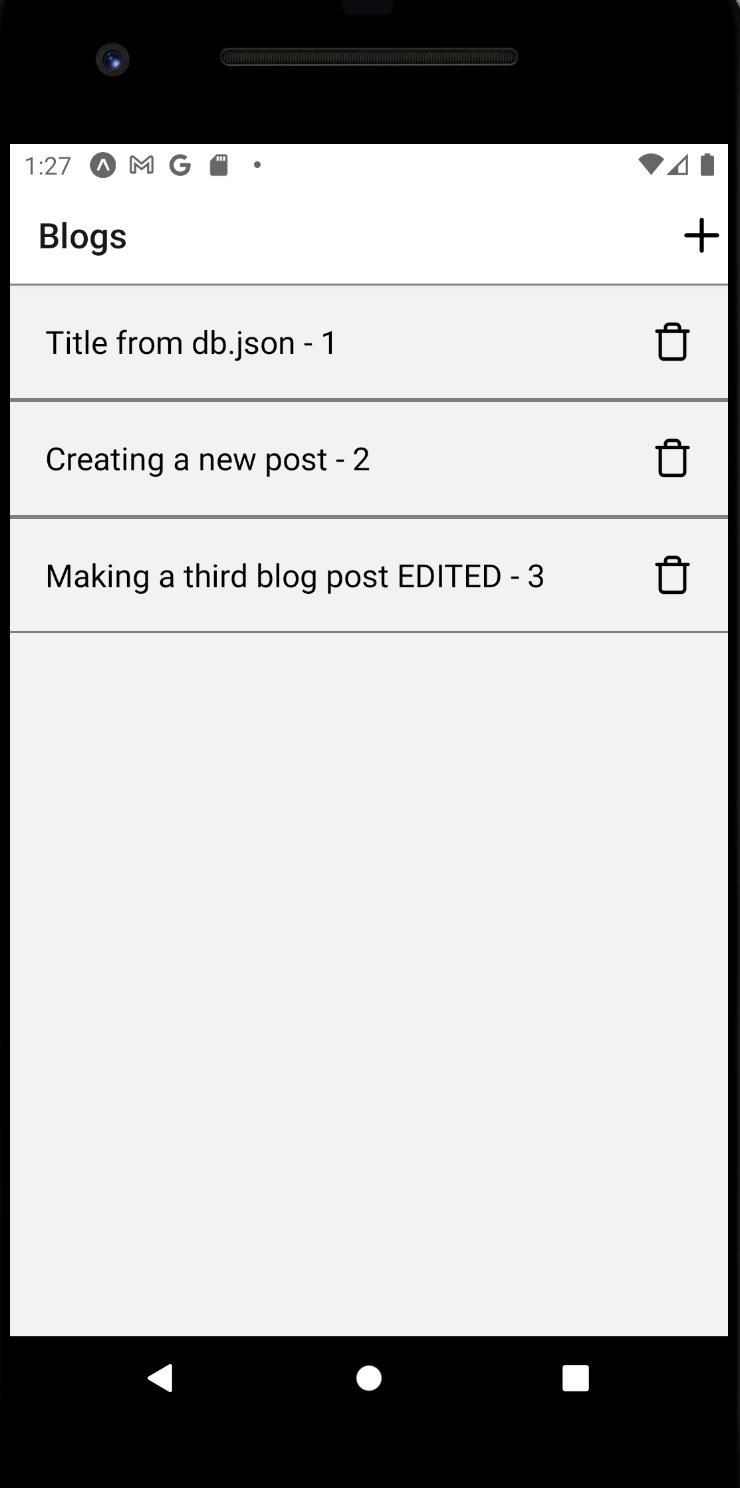 1:27
Blogs
Title from db.json - 1
Creating a new post - 2
Making a third blog post EDITED - 3